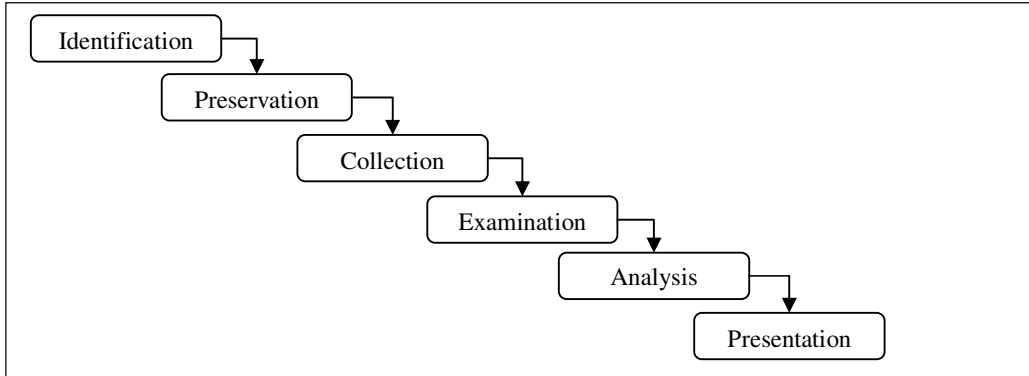 Identification
Preservation
Collection
Examination
Analysis
Presentation